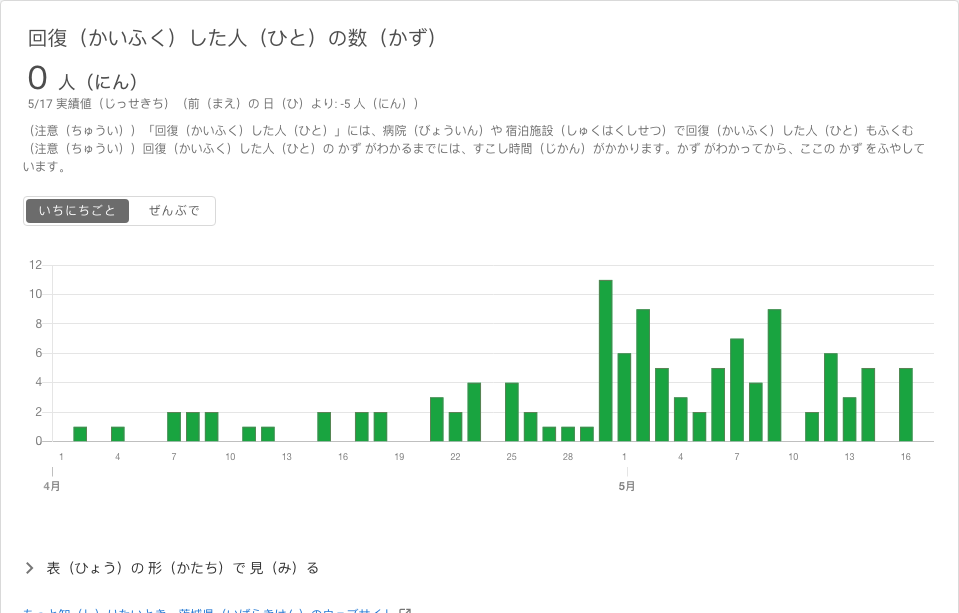 回復（かいふく）した人（ひと）の数（かず）
0 人（にん）
5/17 実績値（じっせきち）（前（まえ）の 日（ひ）より: -5 人（にん））
（注意（ちゅうい））「回復（かいふく）した人（ひと）」には、病院（びょういん）や 宿泊施設（しゅくはくしせつ）で回復（かいふく）した人（ひと）もふくむ
（注意（ちゅうい））回復（かいふく）した人（ひと）の かず がわかるまでには、すこし時間（じかん）がかかります。かず がわかってから、ここの かず をふやして
います。
いちにちごと ぜんぶで
12
10
8
6
4
2
0
1 4 7 10 13 16 19 22 25 28 1 4 7 10 13 16
4月 5月
表（ひょう）の 形（かたち）で 見（み）る